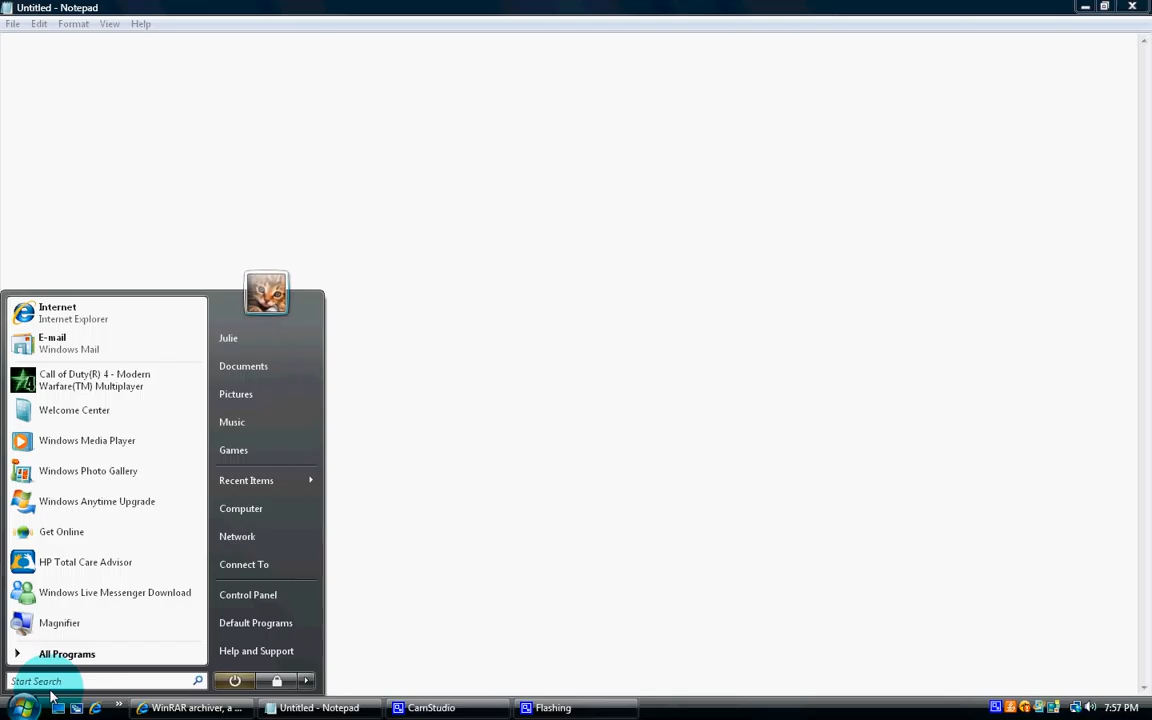 Untitled - Notepad
File Edit Format View Help
Internet
Internet Explorer
E-mail
Windows Mail
Call of Duty(R) 4 - Modern
Warfare(TM) Multiplayer
Welcome Center
Windows Media Player
Windows Photo Gallery
Windows Anytime Upgrade
Get Online
HP Total Care Advisor
Windows Live Messenger Download
Magnifier
All Programs
Start Search
Julie
Documents
Pictures
Music
Games
Recent Items
Computer
Network
Connect To
Control Panel
Default Programs
Help and Support
» WinRAR archiver, a ... Untitled - Notepad CamStudio Flashing 7:57 PM